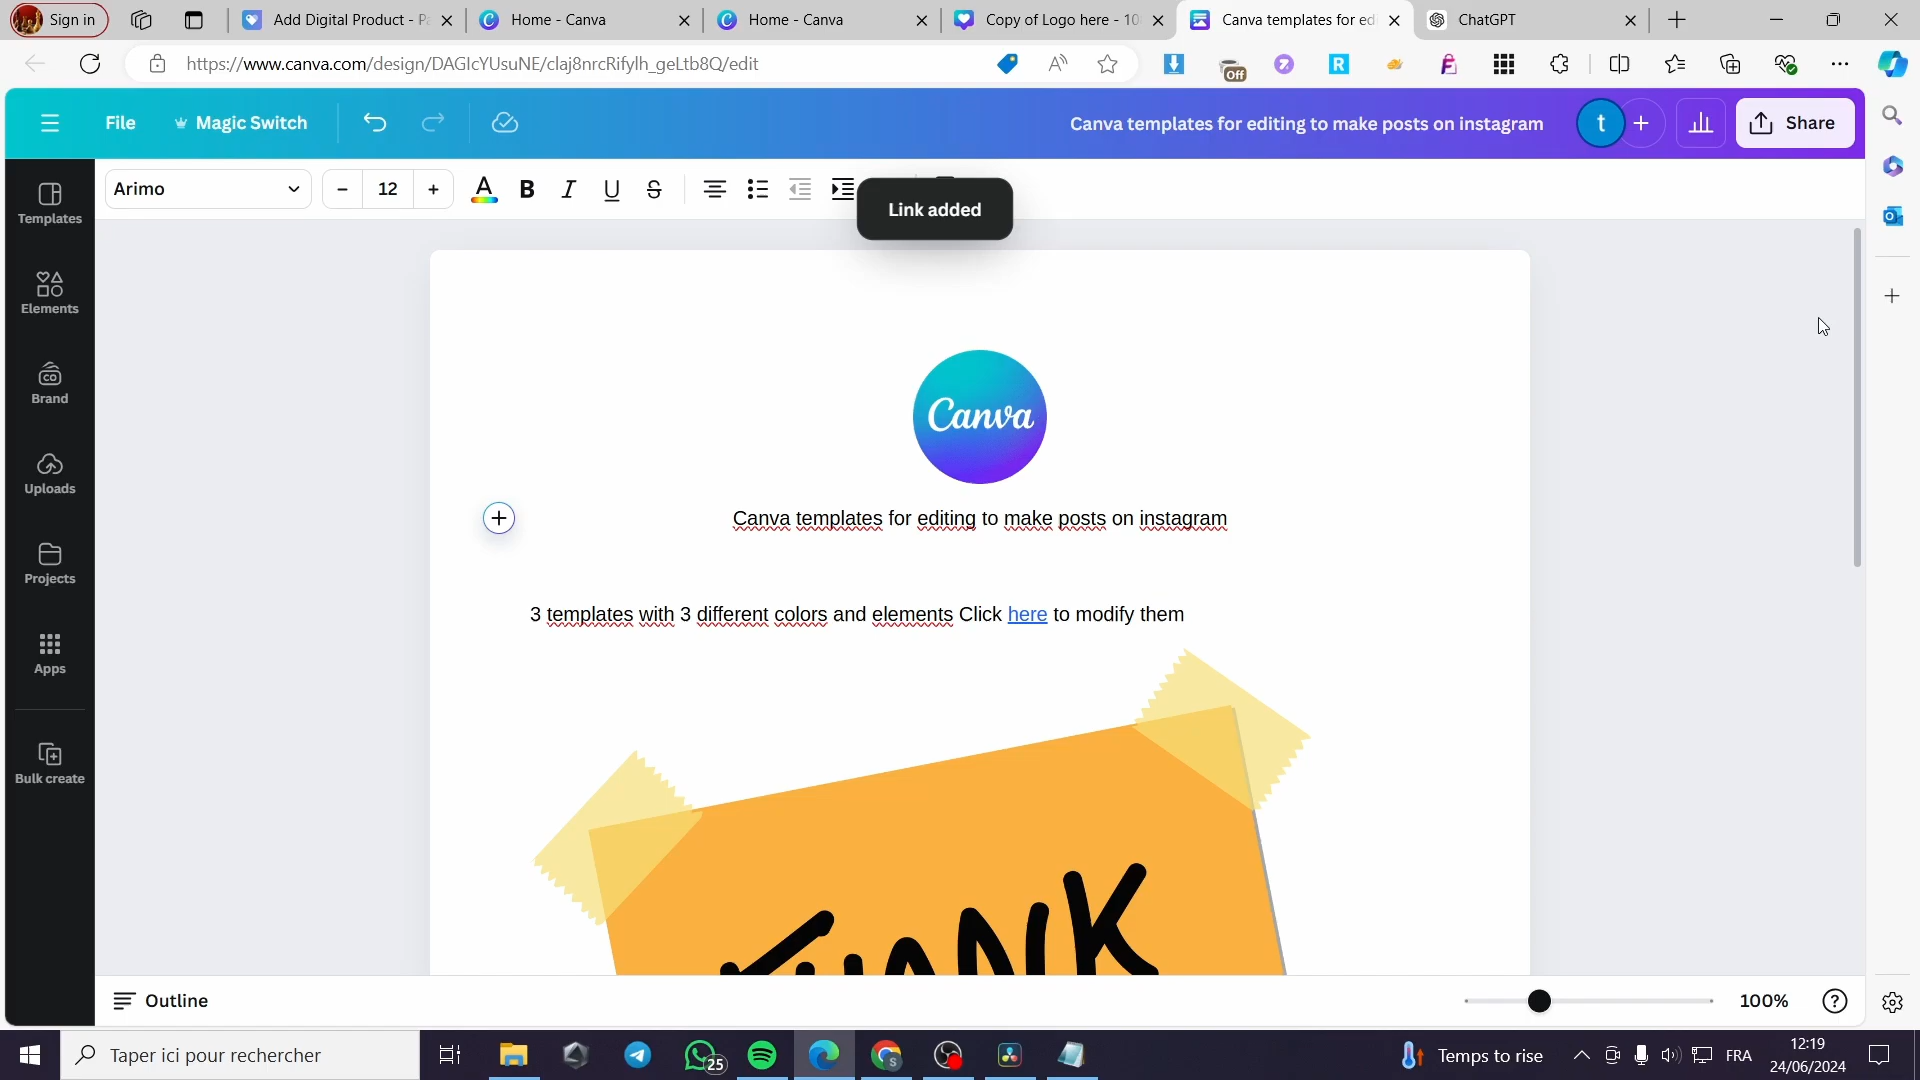 Sign in
Add Digital Product - P
Home - Canva
Home - Canva
Copy of Logo here - 10
Canva templates for ed
ChatGPT
https://www.canva.com/design/DAGIcYUsuNE/claj8nrcRifylh_geLtb8Q/edit
Off
File
Magic Switch
Canva templates for editing to make posts on instagram
t
Share
Arimo
12
A
B
I
U
S
Link added
Templates
Elements
Brand
Uploads
Projects
Apps
Bulk create
Canva
Canva templates for editing to make posts on instagram
3 templates with 3 different colors and elements Click here to modify them
THANK
Outline
100%
Taper ici pour rechercher
25
Temps to rise
FRA
12:19
24/06/2024